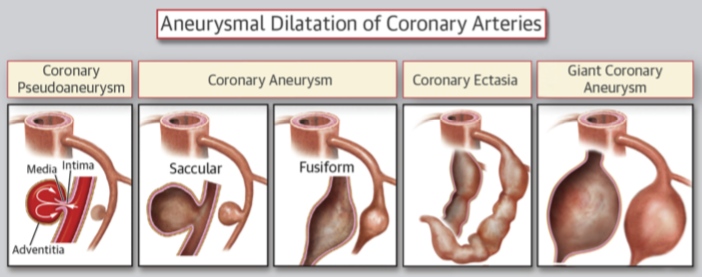 Aneurysmal Dilatation of Coronary Arteries
Coronary
Pseudoaneurysm
Coronary Aneurysm
Coronary Ectasia
Giant Coronary
Aneurysm
Media Intima
Adventitia
Saccular
Fusiform